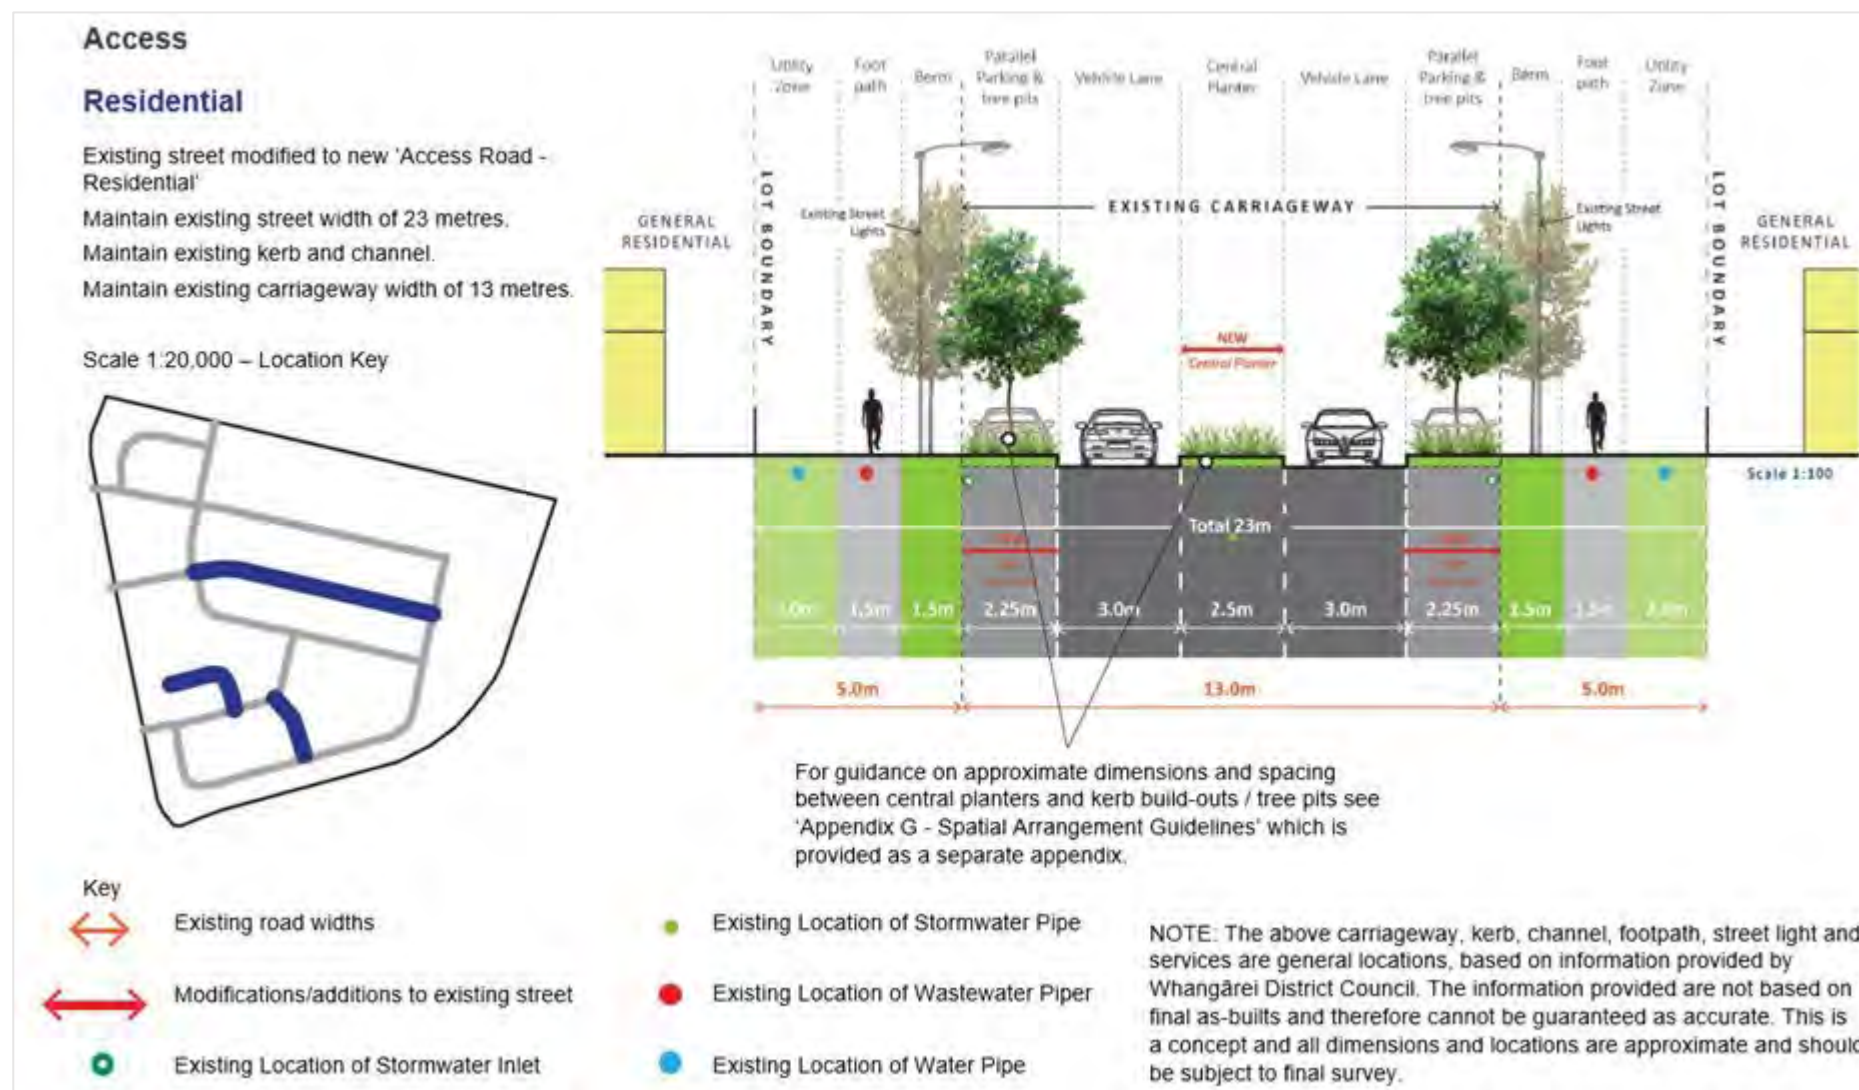 Access
Residential
Existing street modified to new 'Access Road -
Residential'
Maintain existing street width of 23 metres.
Maintain existing kerb and channel.
Maintain existing carriageway width of 13 metres.
Scale 1:20,000 – Location Key
Utility
Zone
Foot
path
Berm
Parallel
Parking &
tree pits
Vehicle Lane
Central
Planter
Vehicle Lane
Parallel
Parking &
tree pits
Berm
Foot
path
Utility
Zone
GENERAL
RESIDENTIAL
LOT BOUNDARY
Existing Street
Lights
EXISTING CARRIAGEWAY
Existing Street
Lights
LOT BOUNDARY
GENERAL
RESIDENTIAL
NEW
Central Planter
Scale 1:100
Total 23m
1.5m
1.5m
2.25m
3.0m
2.5m
3.0m
2.25m
1.5m
1.5m
5.0m
13.0m
5.0m
For guidance on approximate dimensions and spacing
between central planters and kerb build-outs / tree pits see
'Appendix G - Spatial Arrangement Guidelines' which is
provided as a separate appendix.
Key
Existing road widths
Modifications/additions to existing street
Existing Location of Stormwater Inlet
Existing Location of Stormwater Pipe
Existing Location of Wastewater Piper
Existing Location of Water Pipe
NOTE: The above carriageway, kerb, channel, footpath, street light and
services are general locations, based on information provided by
Whangārei District Council. The information provided are not based on
final as-builts and therefore cannot be guaranteed as accurate. This is
a concept and all dimensions and locations are approximate and should
be subject to final survey.